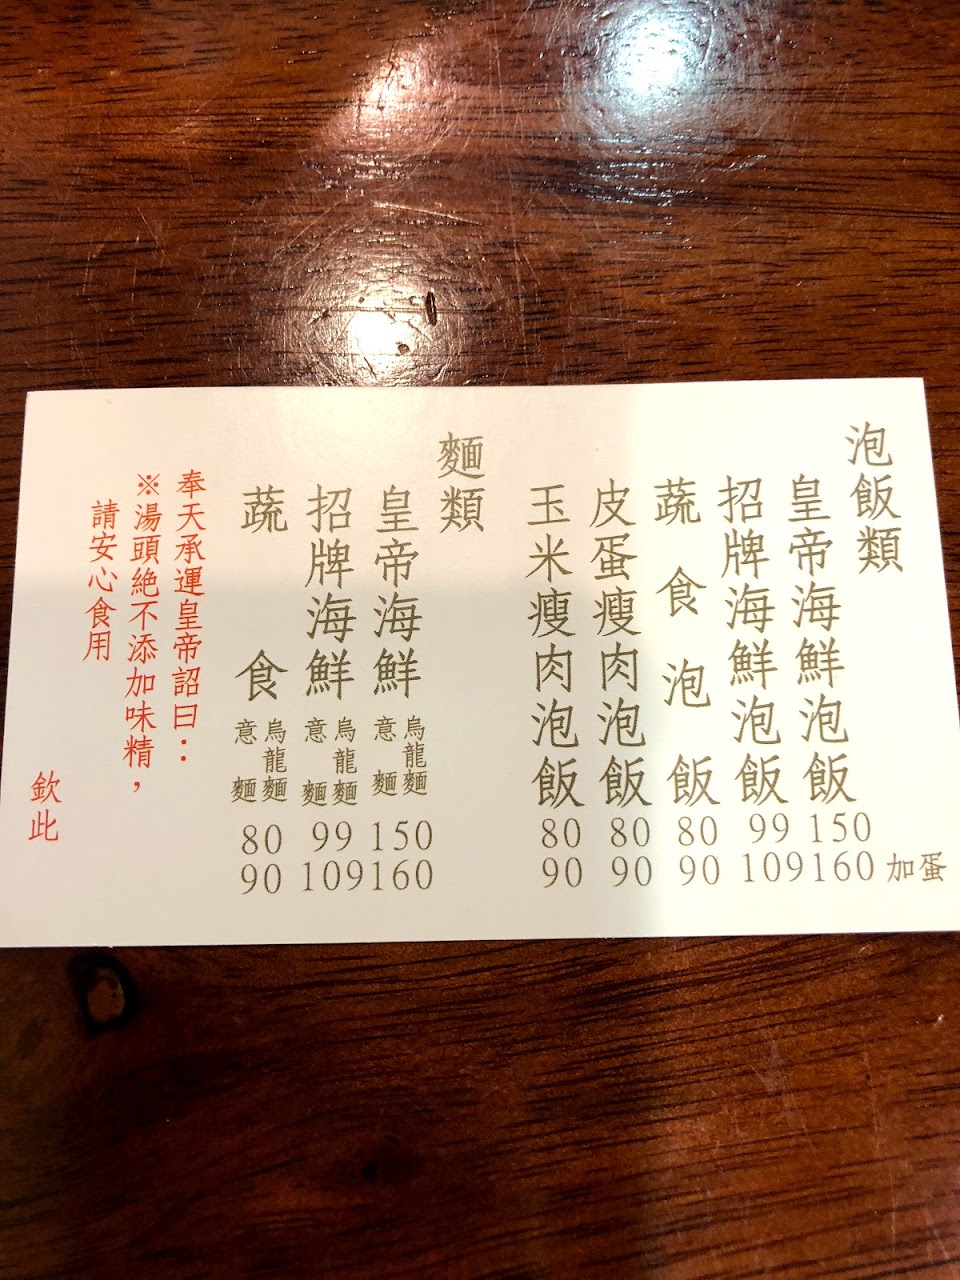 泡飯類
皇帝海鮮泡飯 150 160 加蛋
招牌海鮮泡飯 99 109
蔬食泡飯 80 90
皮蛋瘦肉泡飯 80 90
玉米瘦肉泡飯 80 90
麵類
皇帝海鮮 烏龍麵 意麵 150 160
招牌海鮮 烏龍麵 意麵 99 109
蔬食 烏龍麵 意麵 80 90
奉天承運皇帝詔曰：
※湯頭絕不添加味精，
請安心食用
欽此